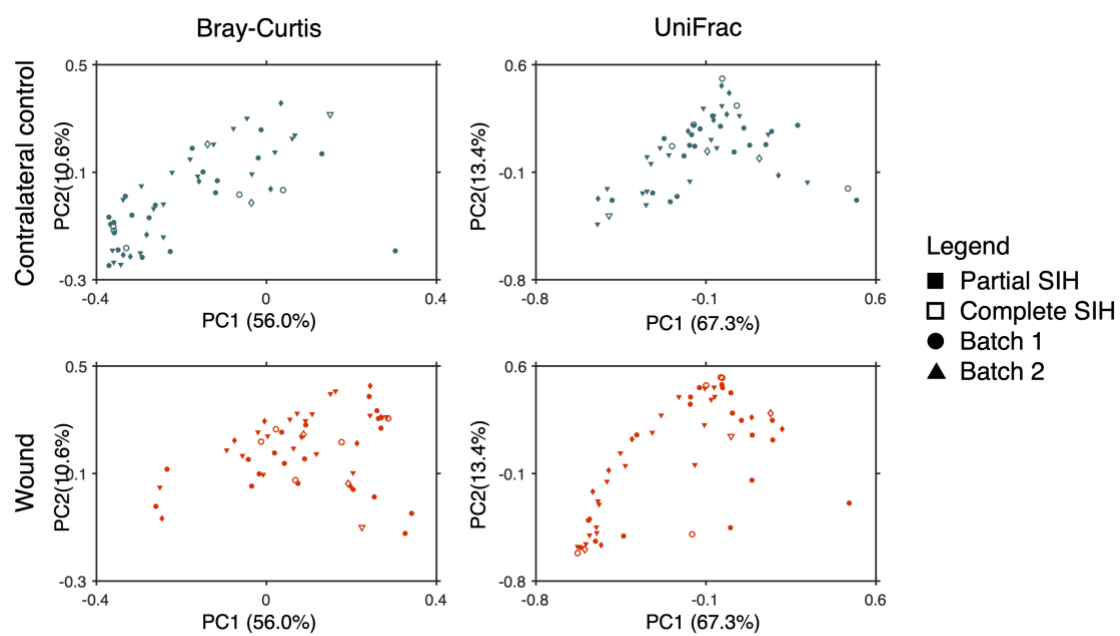 Bray-Curtis
UniFrac
Contralateral control
0.5
PC2(10.6%)
0.1
-0.3
-0.4
0
0.4
PC1 (56.0%)
0.6
PC2(13.4%)
-0.1
-0.8
-0.8
-0.1
0.6
PC1 (67.3%)
Legend
Partial SIH
Complete SIH
Batch 1
Batch 2
Wound
0.5
PC2(10.6%)
0.1
-0.3
-0.4
0
0.4
PC1 (56.0%)
0.6
PC2(13.4%)
-0.1
-0.8
-0.8
-0.1
0.6
PC1 (67.3%)